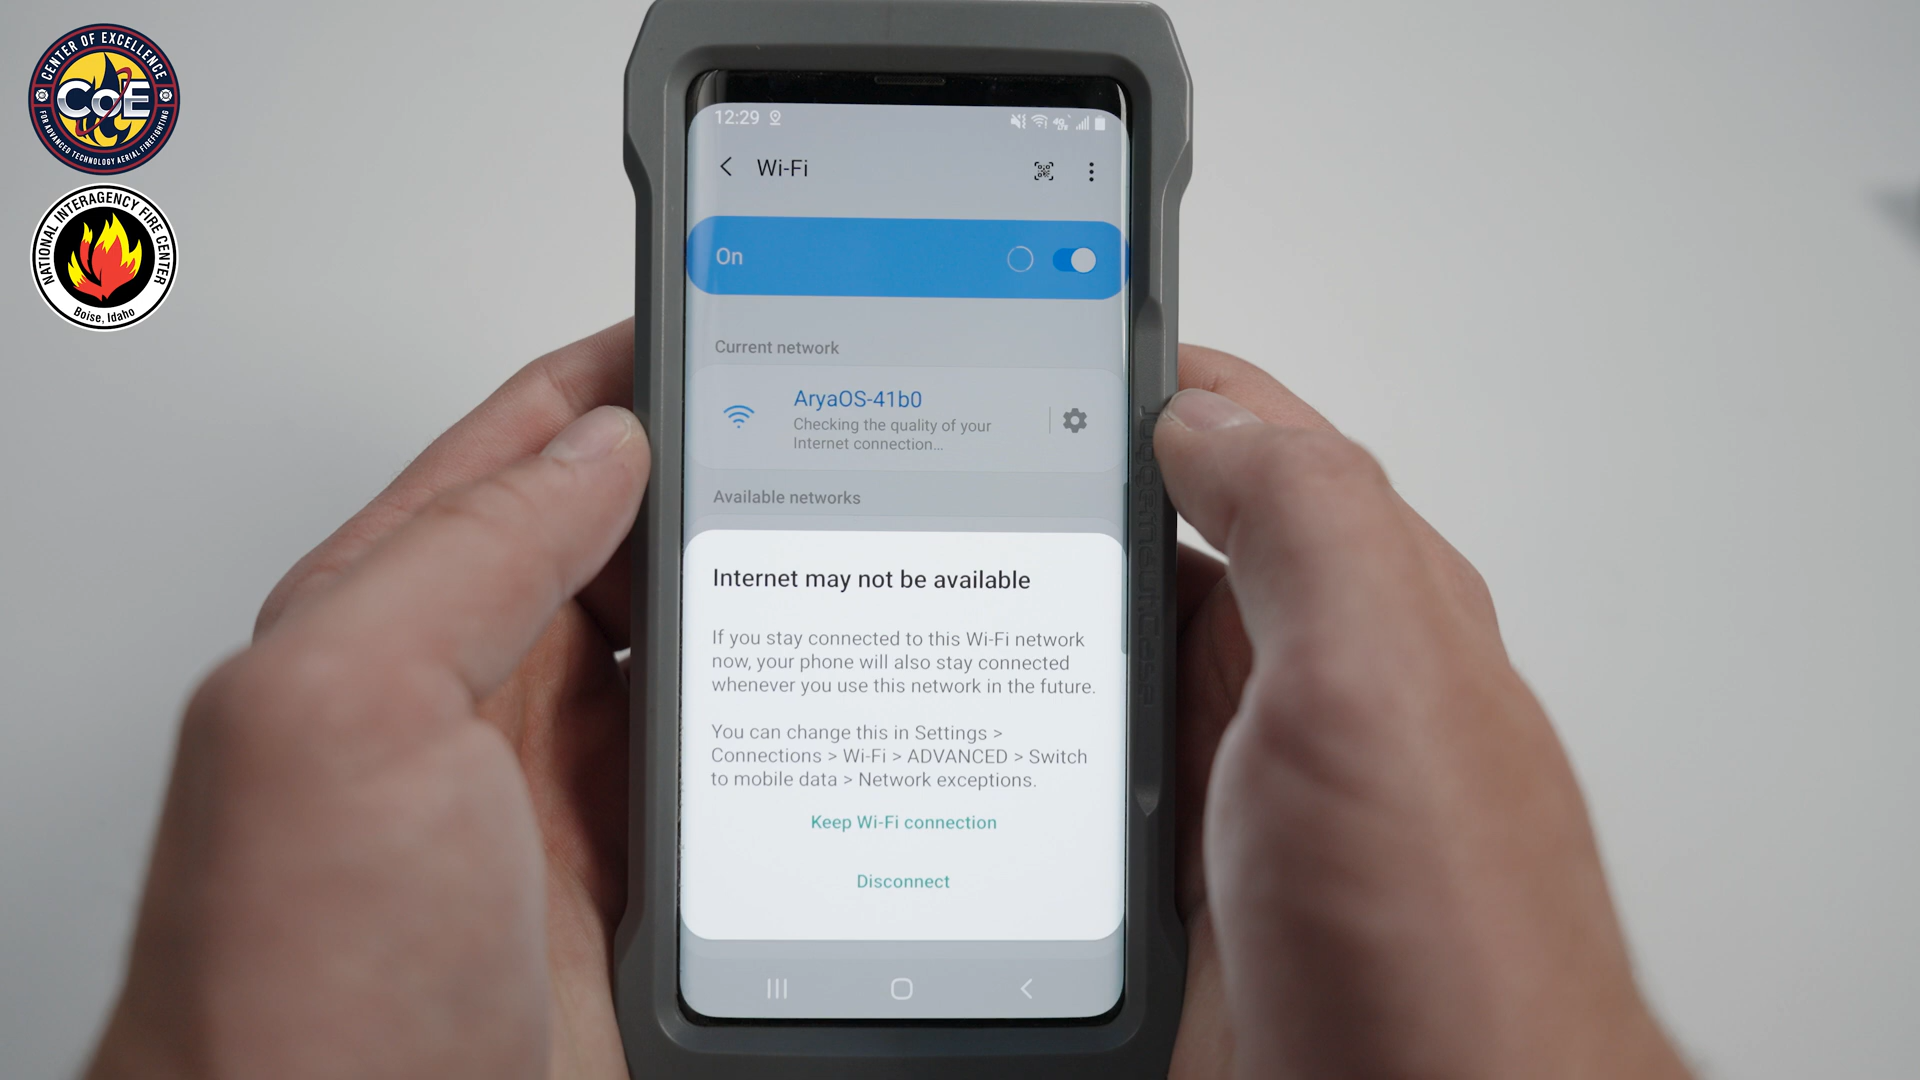 CENTER OF EXCELLENCE
CoE
FOR ADVANCED TECHNOLOGY AERIAL FIREFIGHTING
NATIONAL INTERAGENCY FIRE CENTER
Boise, Idaho
12:29
Wi-Fi
On
Current network
AryaOS-41b0
Checking the quality of your
Internet connection...
Available networks
Internet may not be available
If you stay connected to this Wi-Fi network
now, your phone will also stay connected
whenever you use this network in the future.
You can change this in Settings >
Connections > Wi-Fi > ADVANCED > Switch
to mobile data > Network exceptions.
Keep Wi-Fi connection
Disconnect